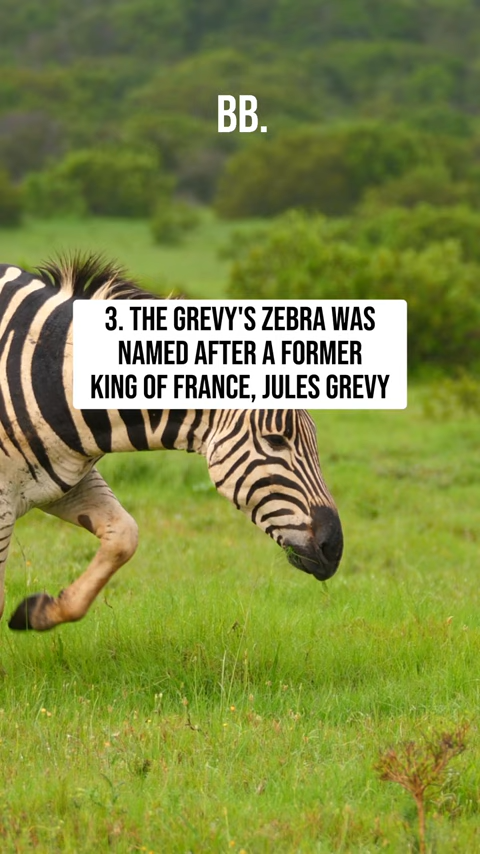 BB.
3. THE GREVY'S ZEBRA WAS
NAMED AFTER A FORMER
KING OF FRANCE, JULES GREVY